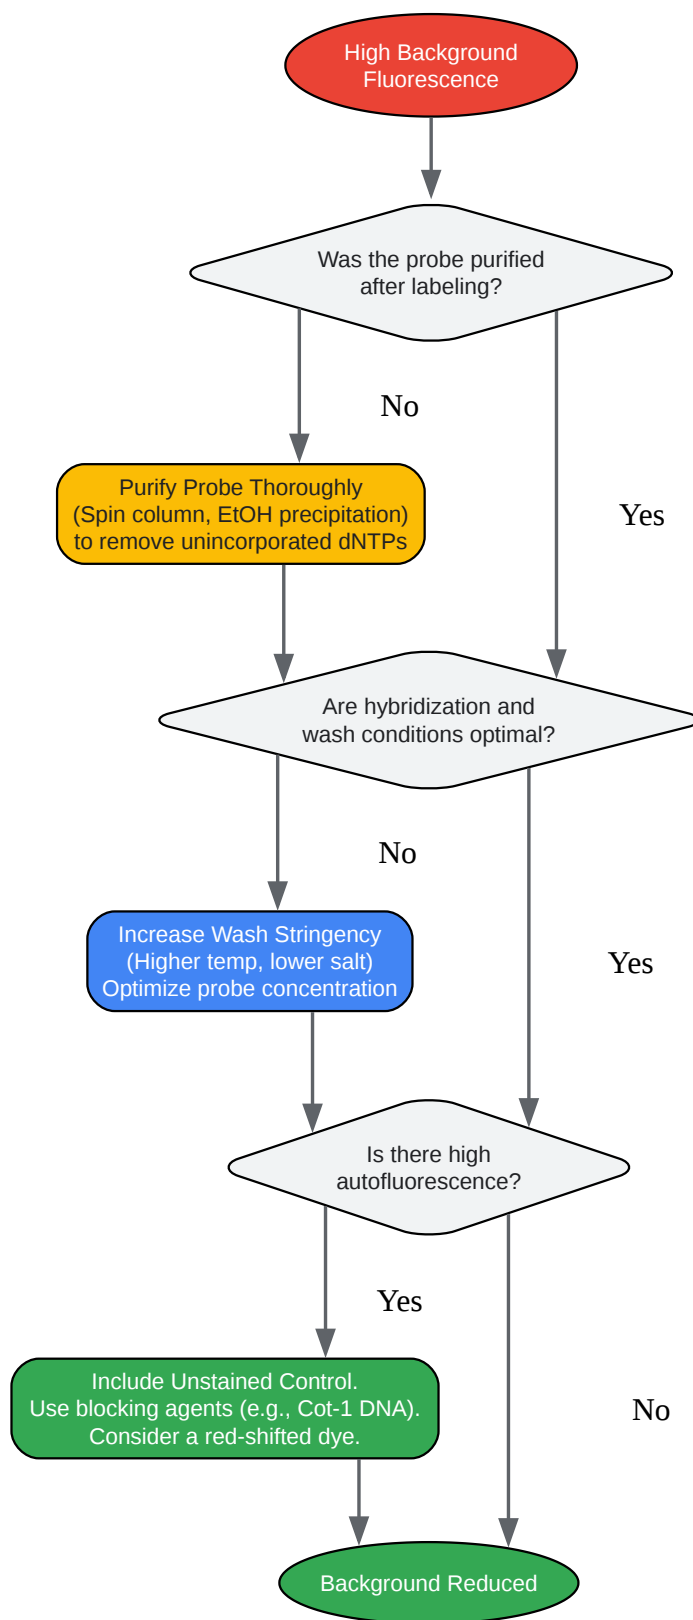 High Background
Fluorescence
Was the probe purified
after labeling?
No
Yes
Purify Probe Thoroughly
(Spin column, EtOH precipitation)
to remove unincorporated dNTPs
Are hybridization and
wash conditions optimal?
No
Yes
Increase Wash Stringency
(Higher temp, lower salt)
Optimize probe concentration
Is there high
autofluorescence?
Yes
No
Include Unstained Control.
Use blocking agents (e.g., Cot-1 DNA).
Consider a red-shifted dye.
Background Reduced